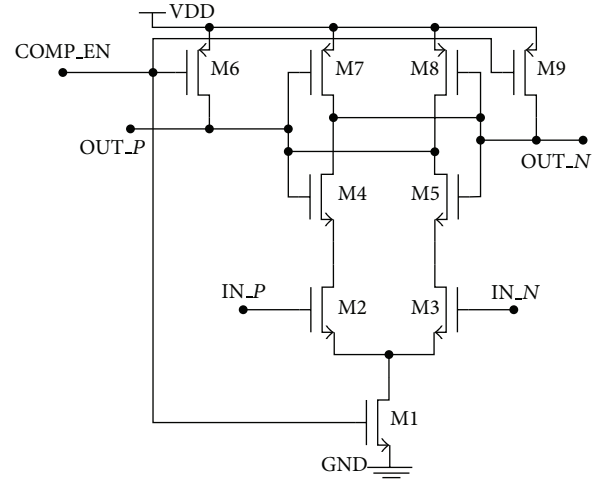 VDD
COMP_EN
M6
M7
M8
M9
OUT_P
OUT_N
M4
M5
IN_P
M2
M3
IN_N
M1
GND